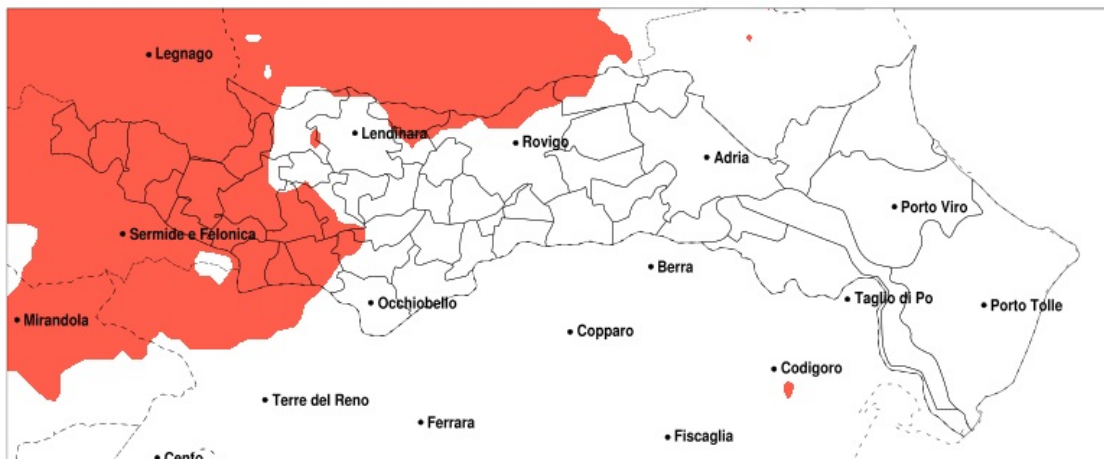 Legnago
Lendinara
Rovigo
Adria
Porto Viro
Sermide e Felonica
Berra
Occhiobello
Taglio di Po
Porto Tolle
Mirandola
Copparo
Codigoro
Terre del Reno
Ferrara
Fiscaglia
Cento